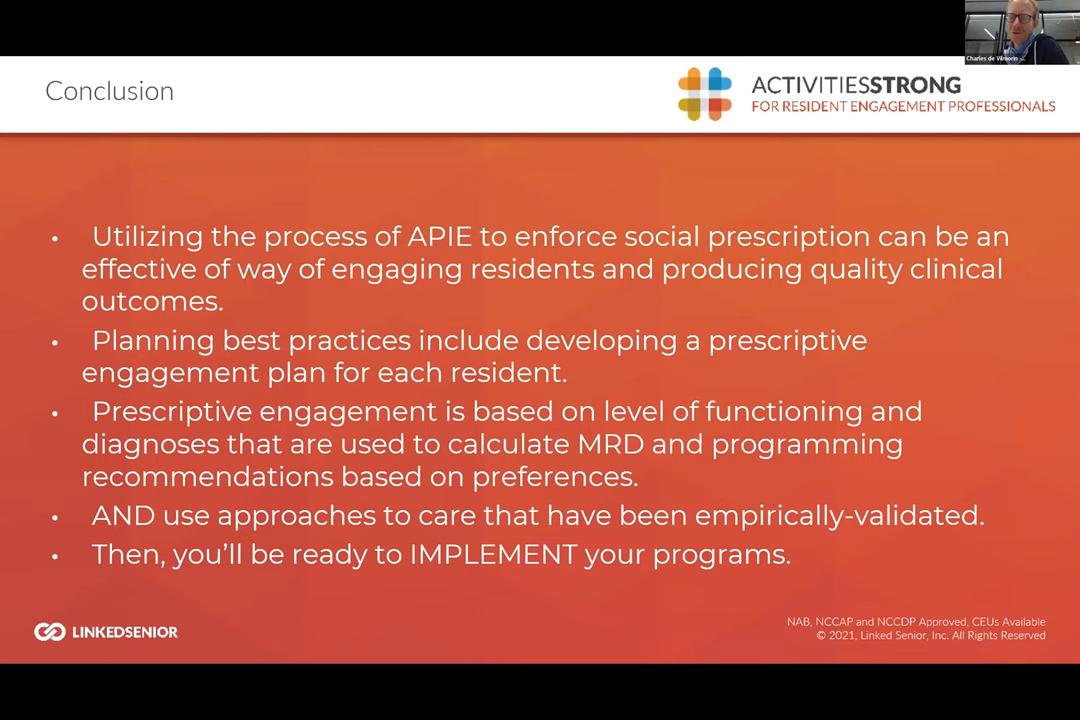 Charles de Vilmorin
Conclusion
ACTIVITIESSTRONG
FOR RESIDENT ENGAGEMENT PROFESSIONALS
• Utilizing the process of APIE to enforce social prescription can be an
effective of way of engaging residents and producing quality clinical
outcomes.
• Planning best practices include developing a prescriptive
engagement plan for each resident.
• Prescriptive engagement is based on level of functioning and
diagnoses that are used to calculate MRD and programming
recommendations based on preferences.
• AND use approaches to care that have been empirically-validated.
• Then, you’ll be ready to IMPLEMENT your programs.
LINKEDSENIOR
NAB, NCCAP and NCCDP Approved, CEUs Available
© 2021, Linked Senior, Inc. All Rights Reserved